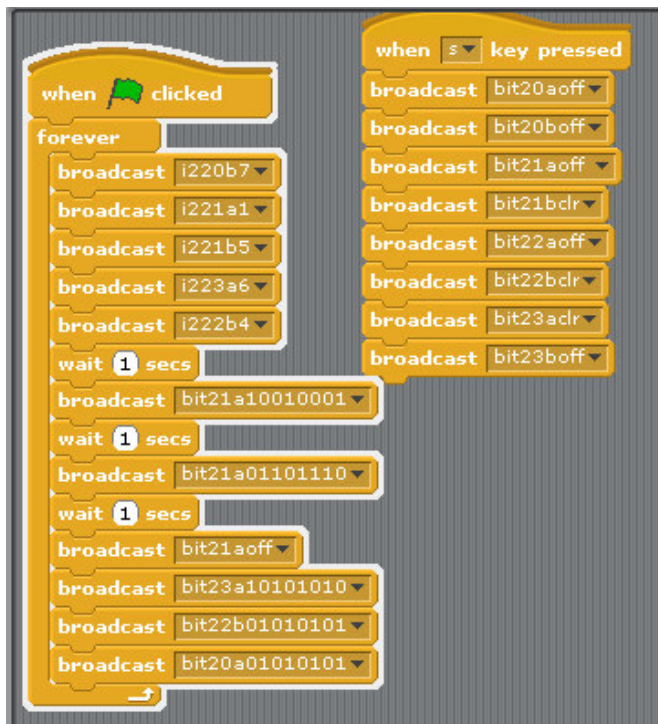 when clicked
forever
broadcast i220b7
broadcast i221a1
broadcast i221b5
broadcast i223a6
broadcast i222b4
wait 1 secs
broadcast bit21a10010001
wait 1 secs
broadcast bit21a01101110
wait 1 secs
broadcast bit21aoff
broadcast bit23a10101010
broadcast bit22b01010101
broadcast bit20a01010101
when s key pressed
broadcast bit20aoff
broadcast bit20boff
broadcast bit21aoff
broadcast bit21bclr
broadcast bit22aoff
broadcast bit22bclr
broadcast bit23aclr
broadcast bit23boff